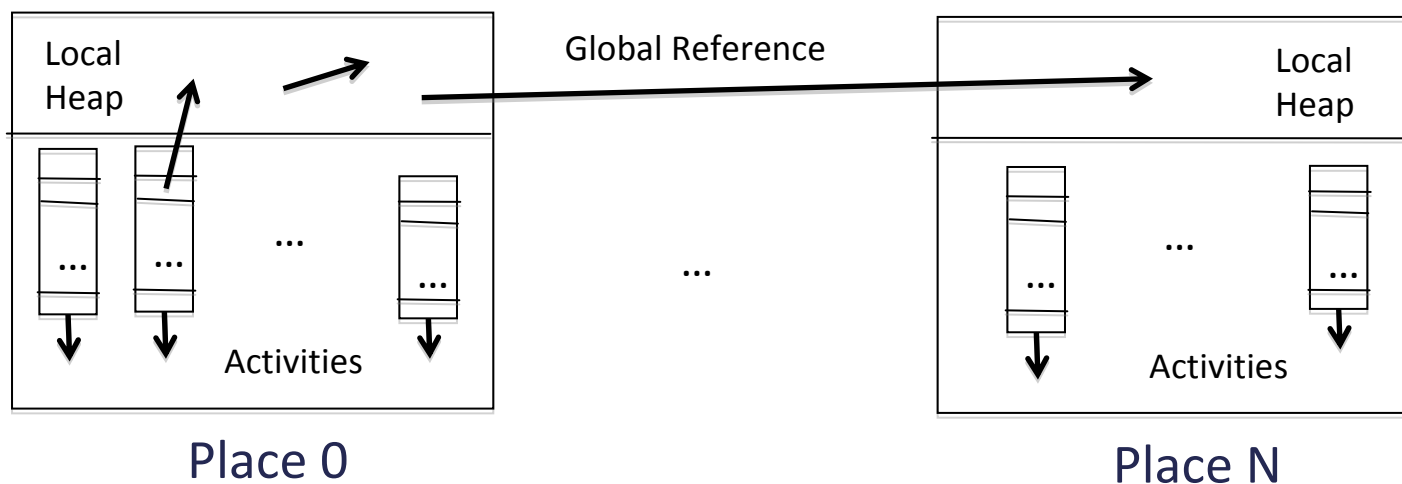 Local
Heap
Global Reference
Local
Heap
...
...
...
...
...
...
...
...
Activities
Activities
Place 0
Place N